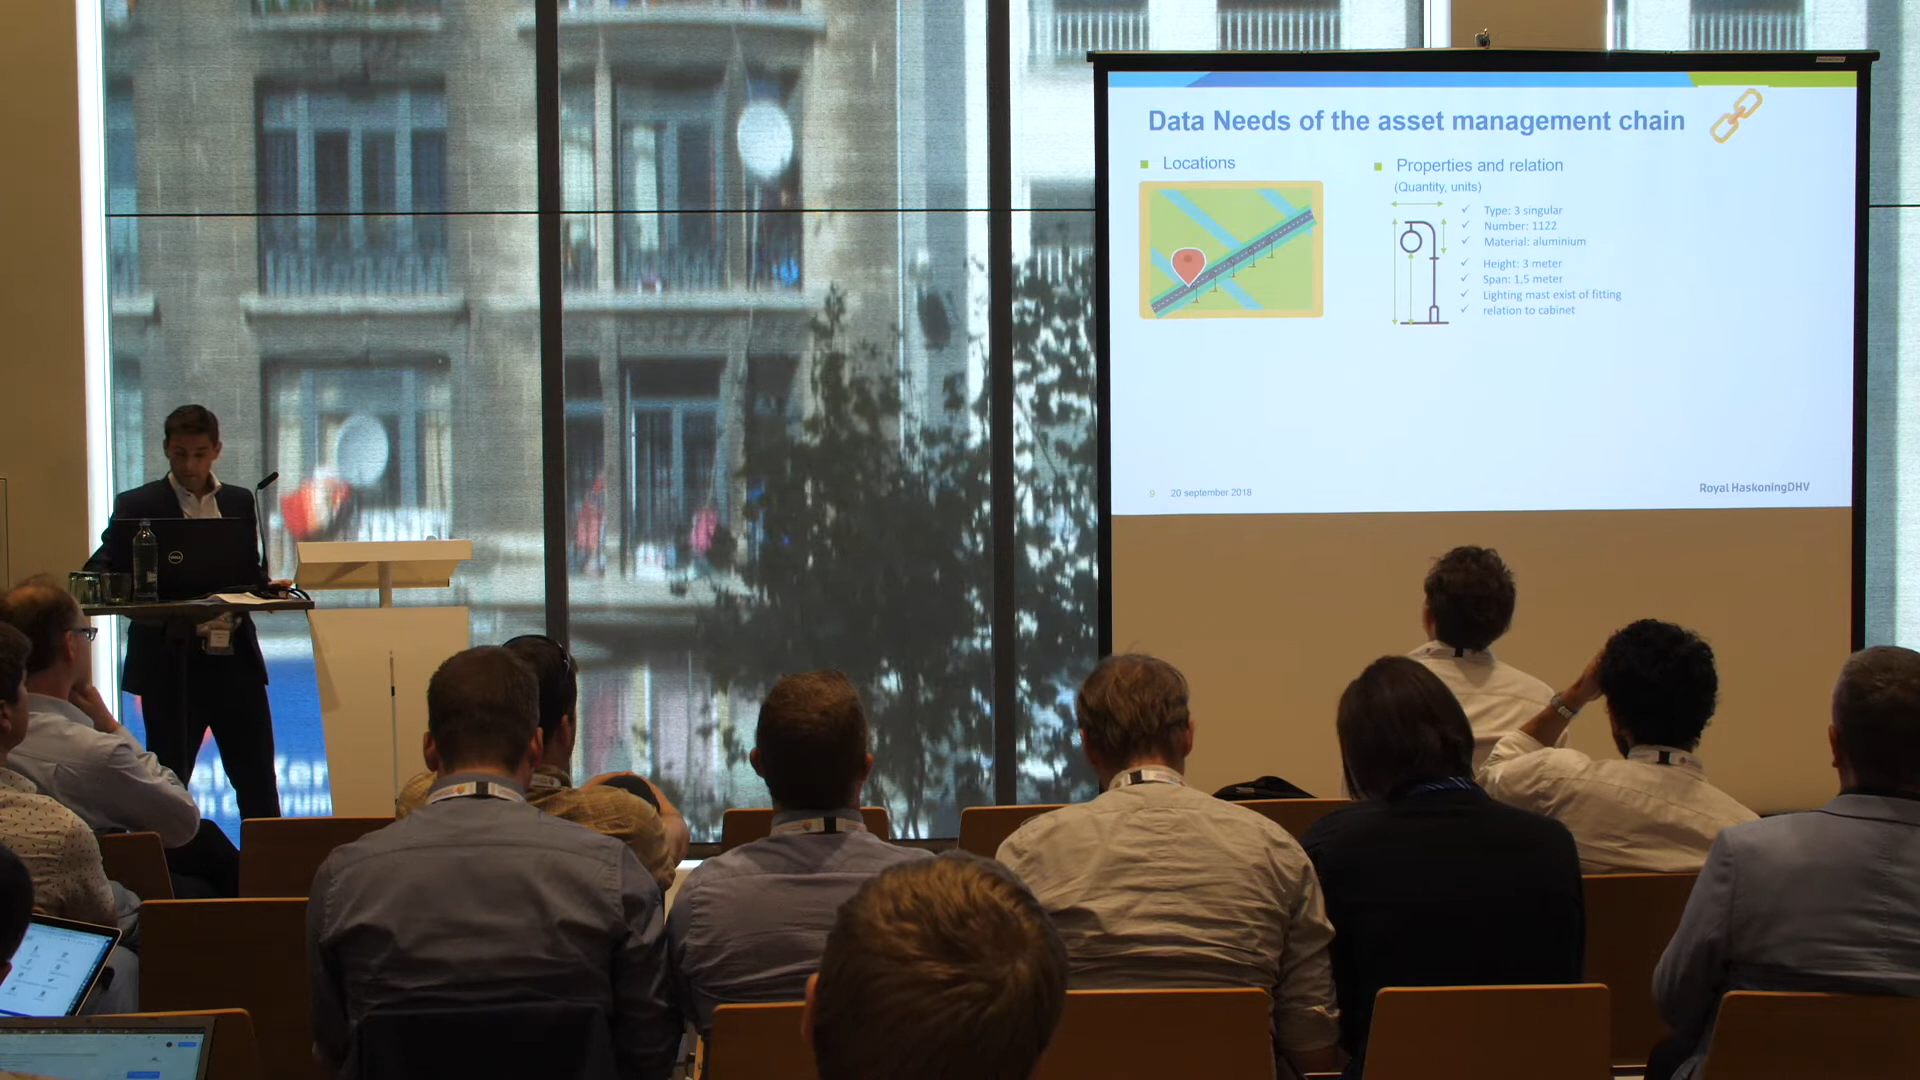 Data Needs of the asset management chain
Locations
Properties and relation
(Quantity, units)
Type: 3 singular
Number: 1122
Material: aluminium
Height: 3 meter
Span: 1,5 meter
Lighting mast exist of fitting
relation to cabinet
9 20 september 2018
Royal HaskoningDHV
DELL